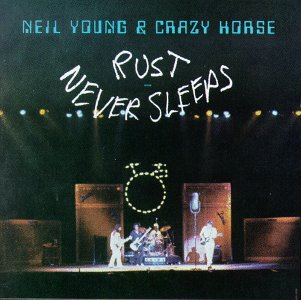 NEIL YOUNG & CRAZY HORSE
RUST
NEVER SLEEPS